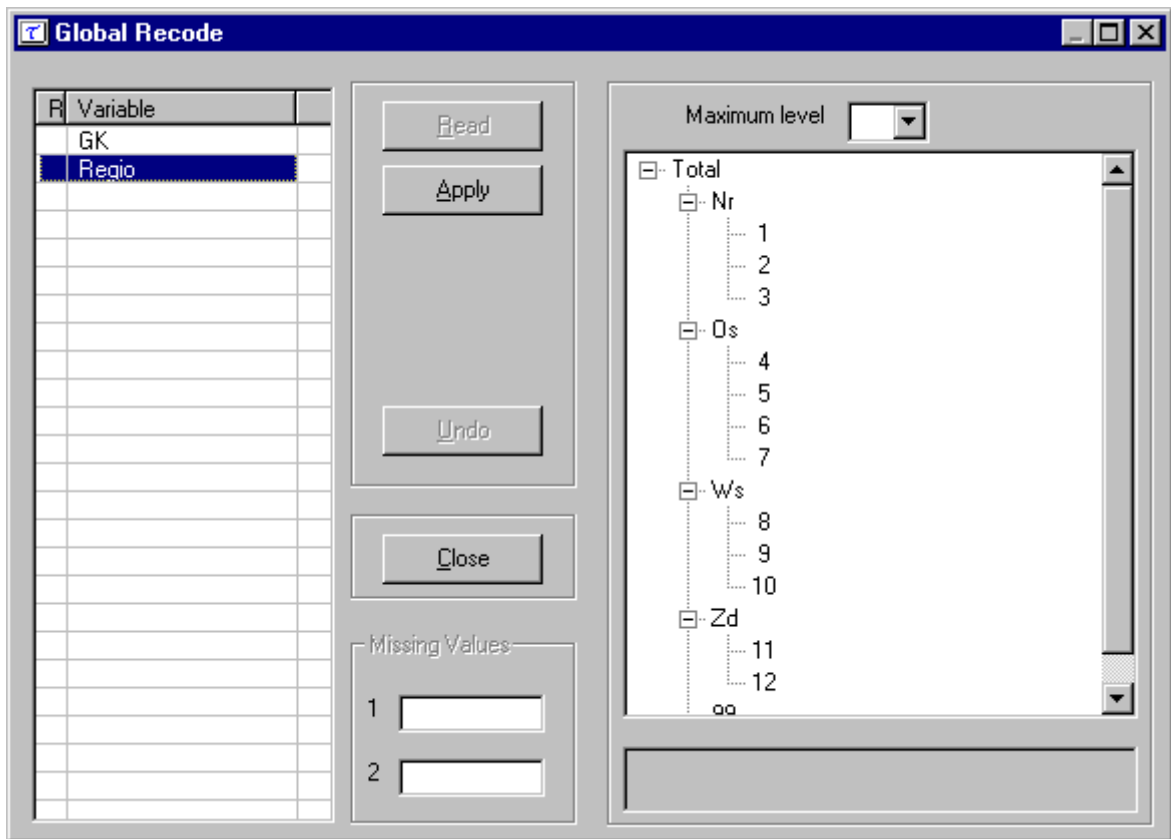 Global Recode
R Variable
GK
Regio
Read
Apply
Undo
Close
Missing Values
1
2
Maximum level
Total
Nr
1
2
3
Os
4
5
6
7
Ws
8
9
10
Zd
11
12
99